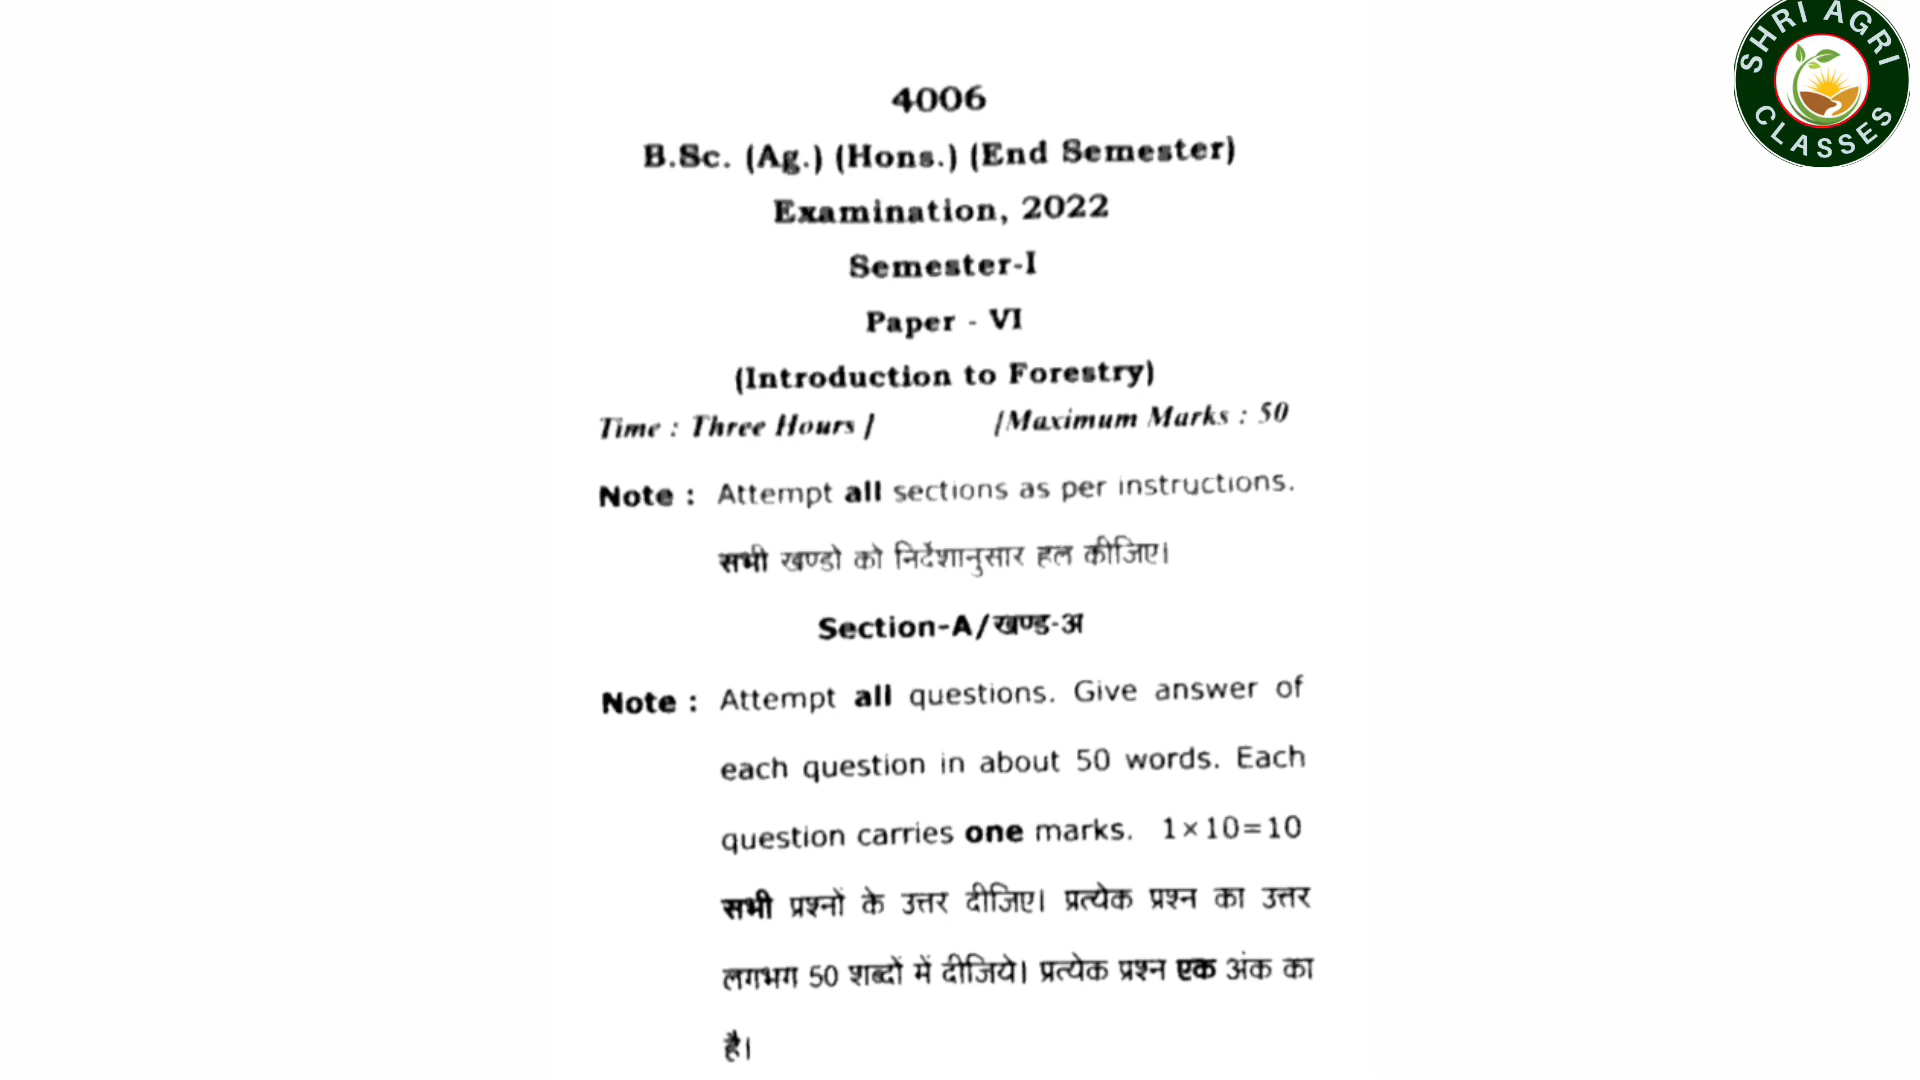 SHRI AGRI
CLASSES
4006
B.Sc. (Ag.) (Hons.) (End Semester)
Examination, 2022
Semester-I
Paper - VI
(Introduction to Forestry)
Time : Three Hours ] [Maximum Marks : 50
Note : Attempt all sections as per instructions.
सभी खण्डो को निर्देशानुसार हल कीजिए।
Section-A/खण्ड-अ
Note : Attempt all questions. Give answer of
each question in about 50 words. Each
question carries one marks. 1×10=10
सभी प्रश्नों के उत्तर दीजिए। प्रत्येक प्रश्न का उत्तर
लगभग 50 शब्दों में दीजिये। प्रत्येक प्रश्न एक अंक का
है।